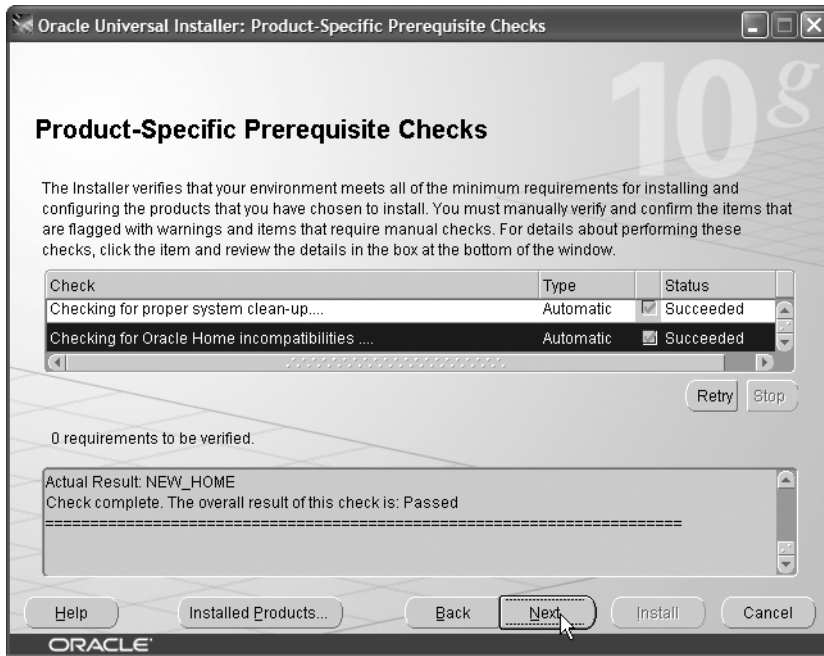 Oracle Universal Installer: Product-Specific Prerequisite Checks
10g
Product-Specific Prerequisite Checks
The Installer verifies that your environment meets all of the minimum requirements for installing and
configuring the products that you have chosen to install. You must manually verify and confirm the items that
are flagged with warnings and items that require manual checks. For details about performing these
checks, click the item and review the details in the box at the bottom of the window.
Check Type Status
Checking for proper system clean-up.... Automatic Succeeded
Checking for Oracle Home incompatibilities .... Automatic Succeeded
Retry Stop
0 requirements to be verified.
Actual Result: NEW_HOME
Check complete. The overall result of this check is: Passed
========================================================================
Help Installed Products... Back Next Install Cancel
ORACLE